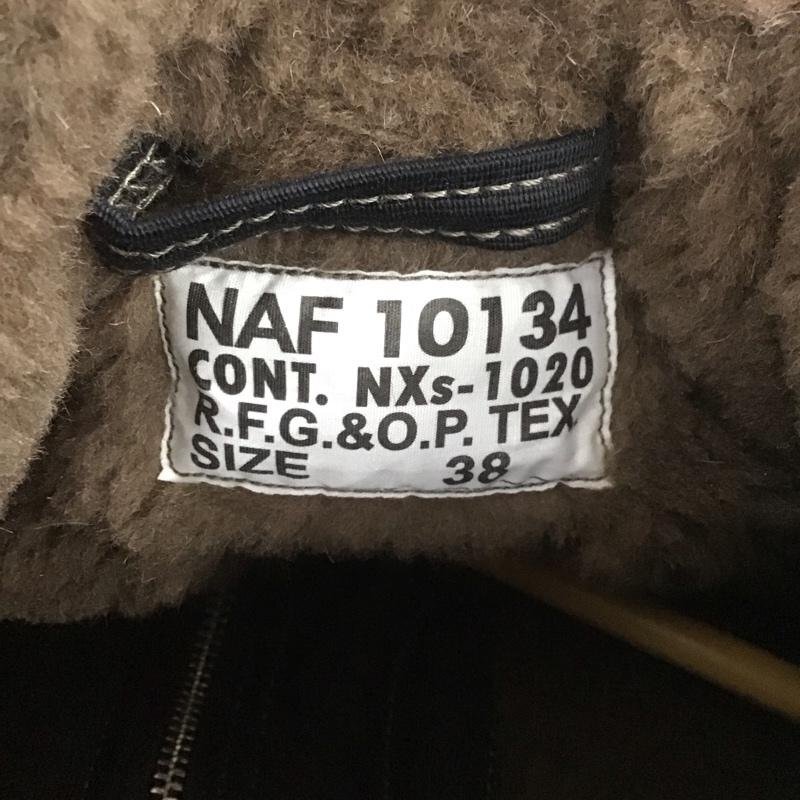 NAF 10134
CONT. NXs-1020
R.F.G.&O.P. TEX
SIZE 38